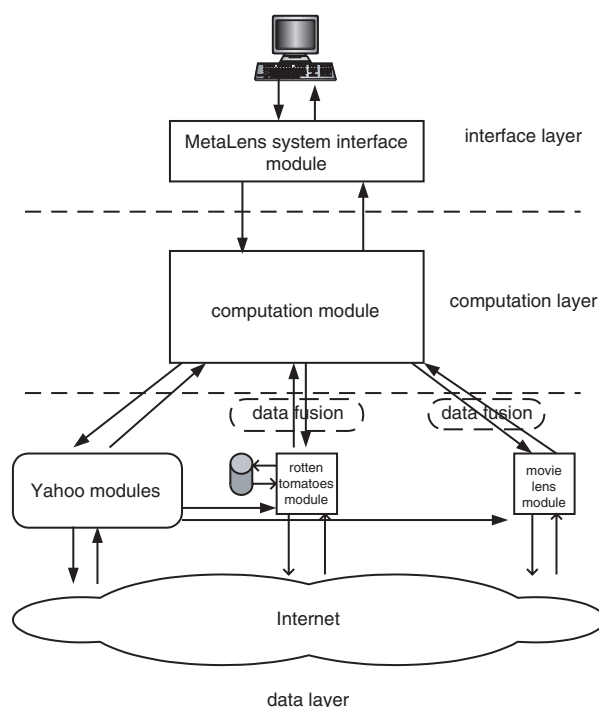 MetaLens system interface
module
interface layer
computation module
computation layer
data fusion
data fusion
Yahoo modules
rotten
tomatoes
module
movie
lens
module
Internet
data layer